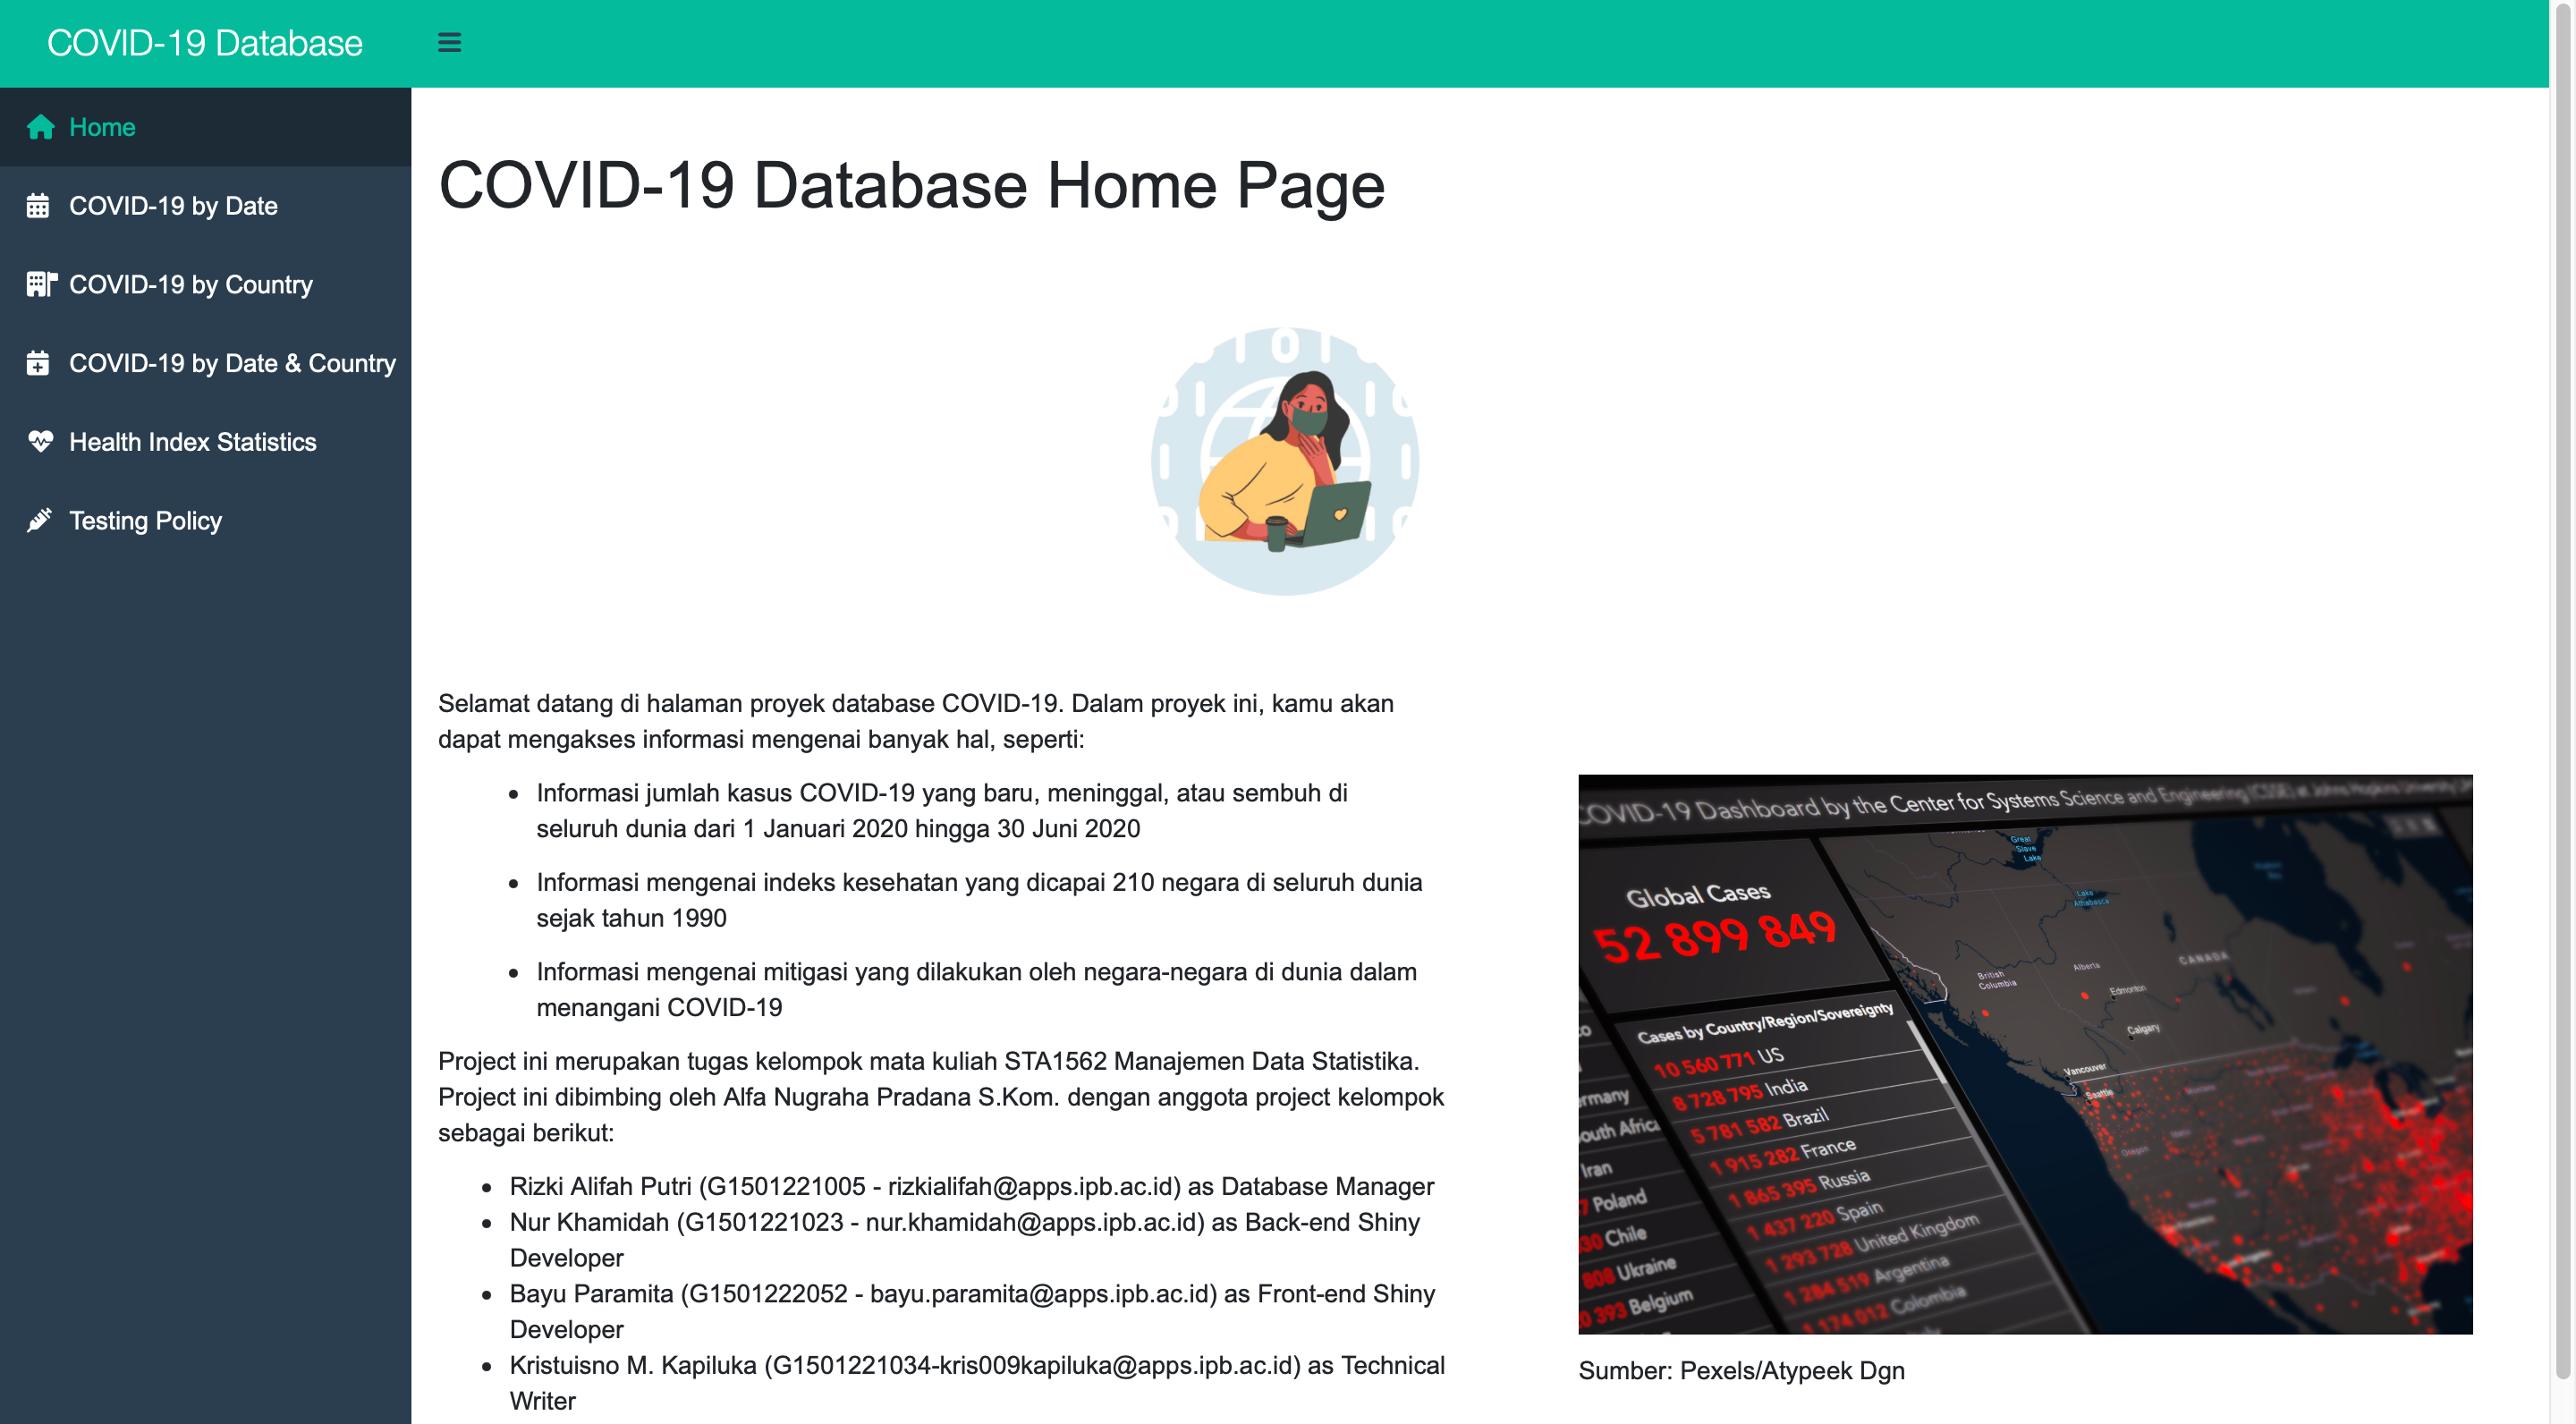 COVID-19 Database
Home
COVID-19 by Date
COVID-19 by Country
COVID-19 by Date & Country
Health Index Statistics
Testing Policy
COVID-19 Database Home Page
Selamat datang di halaman proyek database COVID-19. Dalam proyek ini, kamu akan
dapat mengakses informasi mengenai banyak hal, seperti:
Informasi jumlah kasus COVID-19 yang baru, meninggal, atau sembuh di
seluruh dunia dari 1 Januari 2020 hingga 30 Juni 2020
Informasi mengenai indeks kesehatan yang dicapai 210 negara di seluruh dunia
sejak tahun 1990
Informasi mengenai mitigasi yang dilakukan oleh negara-negara di dunia dalam
menangani COVID-19
Project ini merupakan tugas kelompok mata kuliah STA1562 Manajemen Data Statistika.
Project ini dibimbing oleh Alfa Nugraha Pradana S.Kom. dengan anggota project kelompok
sebagai berikut:
Rizki Alifah Putri (G1501221005 - rizkialifah@apps.ipb.ac.id) as Database Manager
Nur Khamidah (G1501221023 - nur.khamidah@apps.ipb.ac.id) as Back-end Shiny
Developer
Bayu Paramita (G1501222052 - bayu.paramita@apps.ipb.ac.id) as Front-end Shiny
Developer
Kristuisno M. Kapiluka (G1501221034-kris009kapiluka@apps.ipb.ac.id) as Technical
Writer
COVID-19 Dashboard by the Center for Systems Science and Engineering (CSSE) at Johns Hopkins University
Global Cases
52 899 849
Cases by Country/Region/Sovereignty
10 560 771 US
8 728 795 India
5 781 582 Brazil
1 915 282 France
1 865 395 Russia
1 437 220 Spain
1 293 728 United Kingdom
1 284 519 Argentina
1 174 012 Colombia
Iran
Poland
Chile
808 Ukraine
393 Belgium
Great
Slave
Lake
Lake
Athabasca
CANADA
British
Columbia
Alberta
Edmonton
Calgary
Vancouver
Seattle
Oregon
Sumber: Pexels/Atypeek Dgn